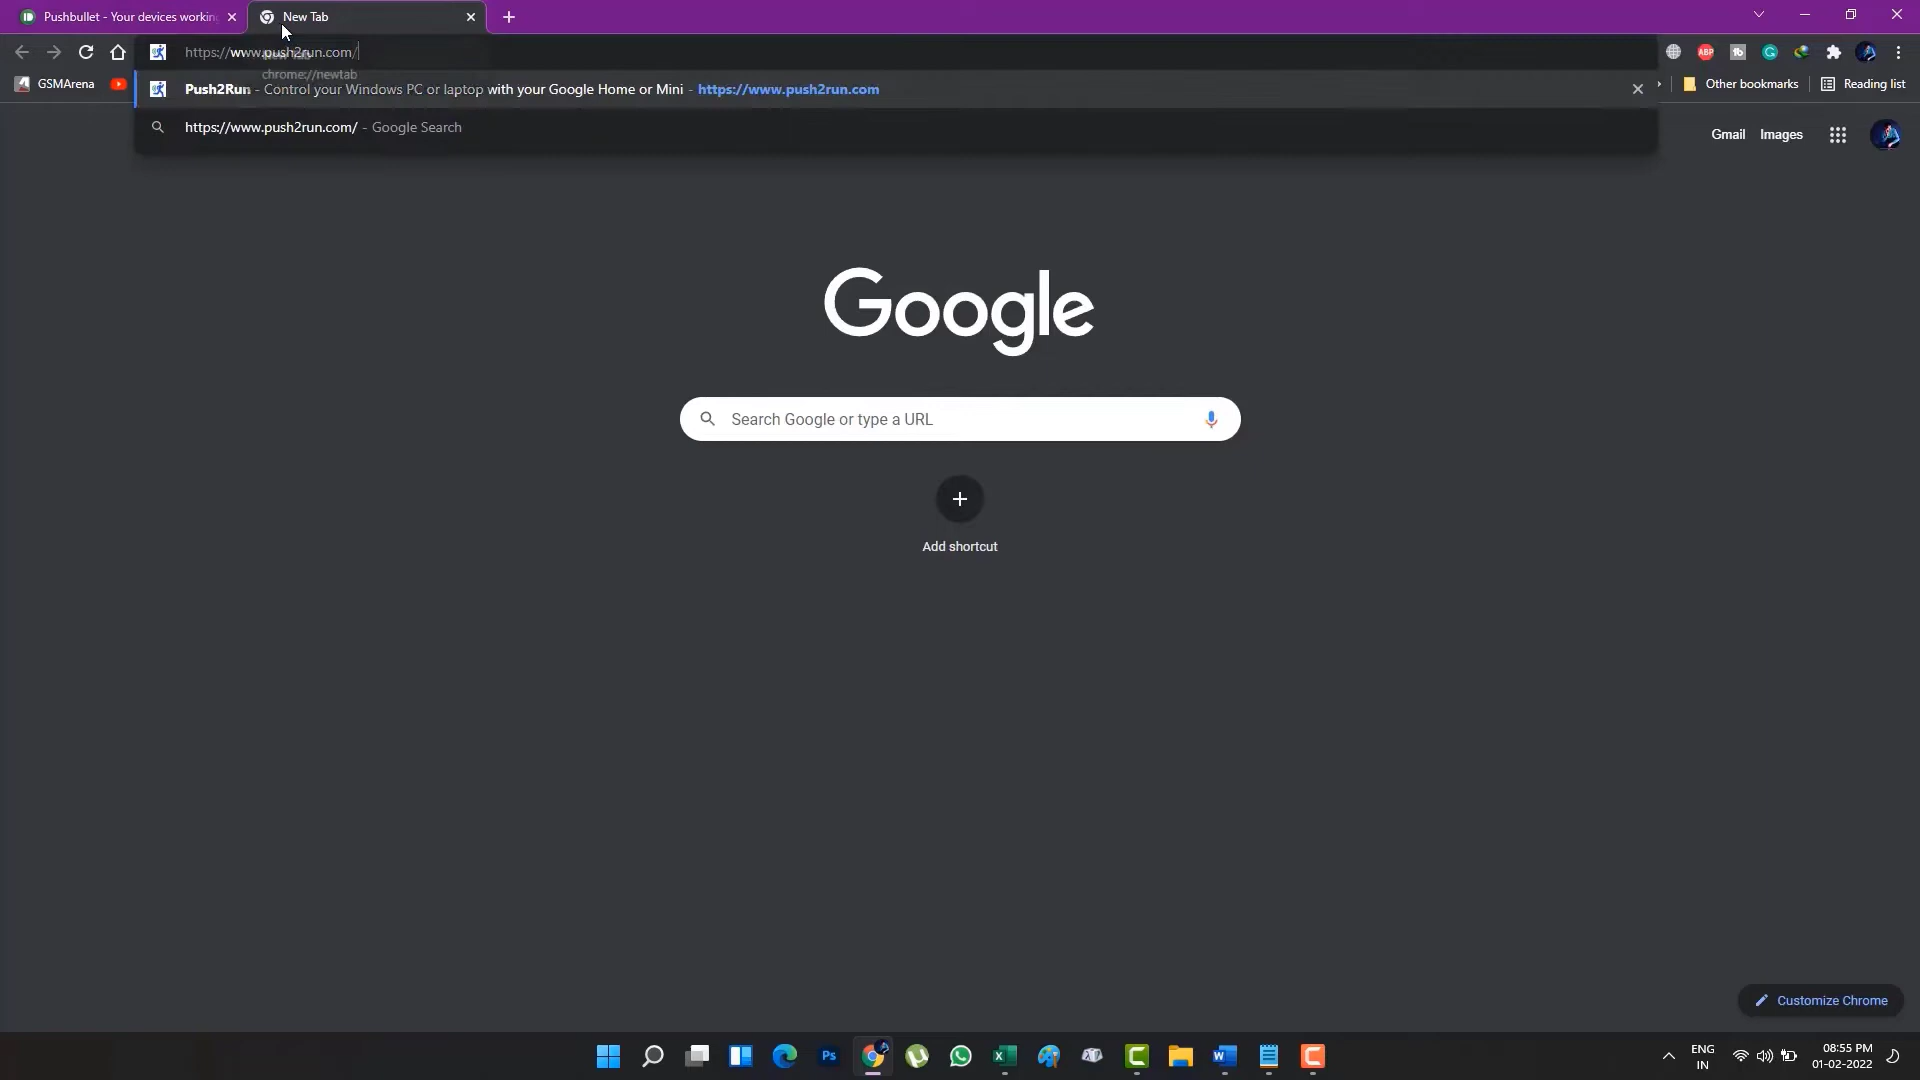 Pushbullet - Your devices working
New Tab
https://www.push2run.com/
chrome://newtab
GSMArena
Push2Run - Control your Windows PC or laptop with your Google Home or Mini - https://www.push2run.com
Other bookmarks
Reading list
https://www.push2run.com/ - Google Search
Gmail
Images
Google
Search Google or type a URL
Add shortcut
Customize Chrome
ENG
IN
08:55 PM
01-02-2022